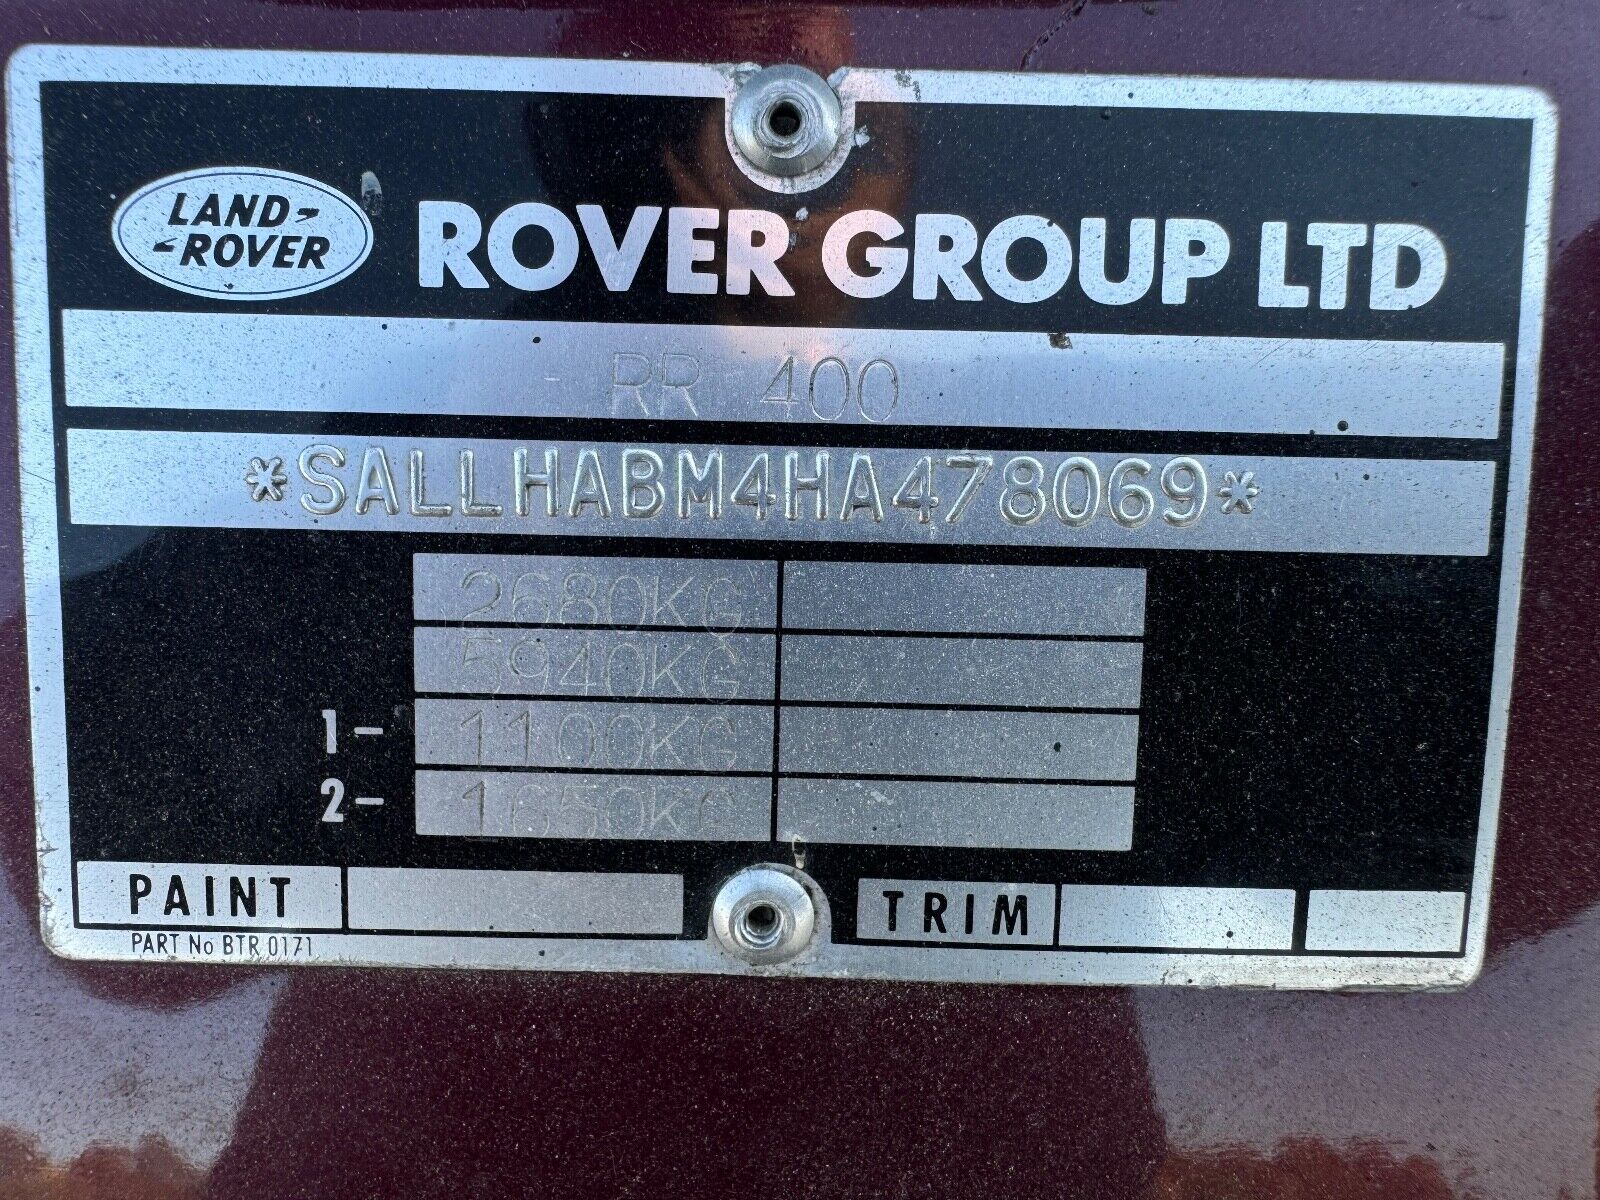 LAND-
-ROVER
ROVER GROUP LTD
RR 400
*SALLHABM4HA478069*
2680KG
5940KG
1- 1100KG
2- 1650KG
PAINT
TRIM
PART No BTR 0171